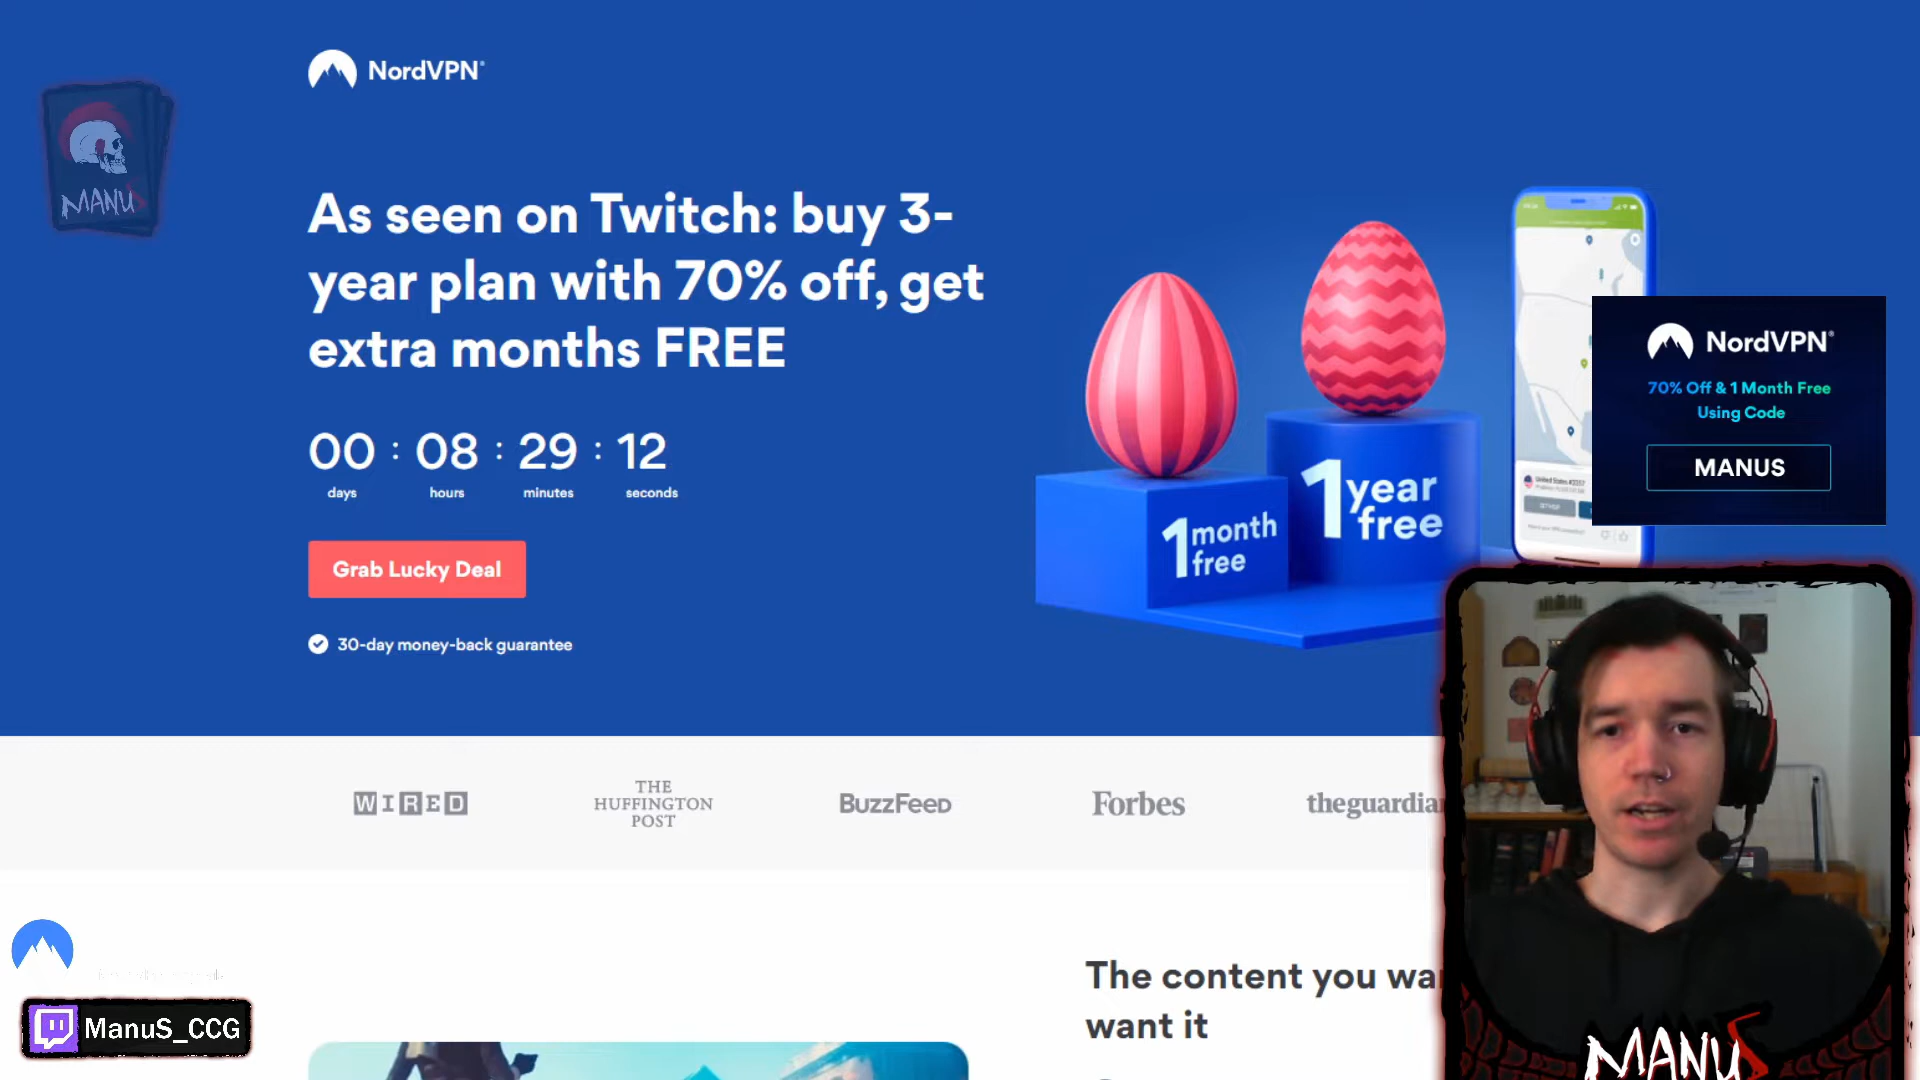 NordVPN®
MANUS
As seen on Twitch: buy 3-
year plan with 70% off, get
extra months FREE
00 : 08 : 29 : 12
days hours minutes seconds
Grab Lucky Deal
30-day money-back guarantee
1 month
free
1 year
free
NordVPN®
70% Off & 1 Month Free
Using Code
MANUS
WIRED
THE
HUFFINGTON
POST
BuzzFeed
Forbes
theguardian
The content you wa
want it
ManuS_CCG
MANUS